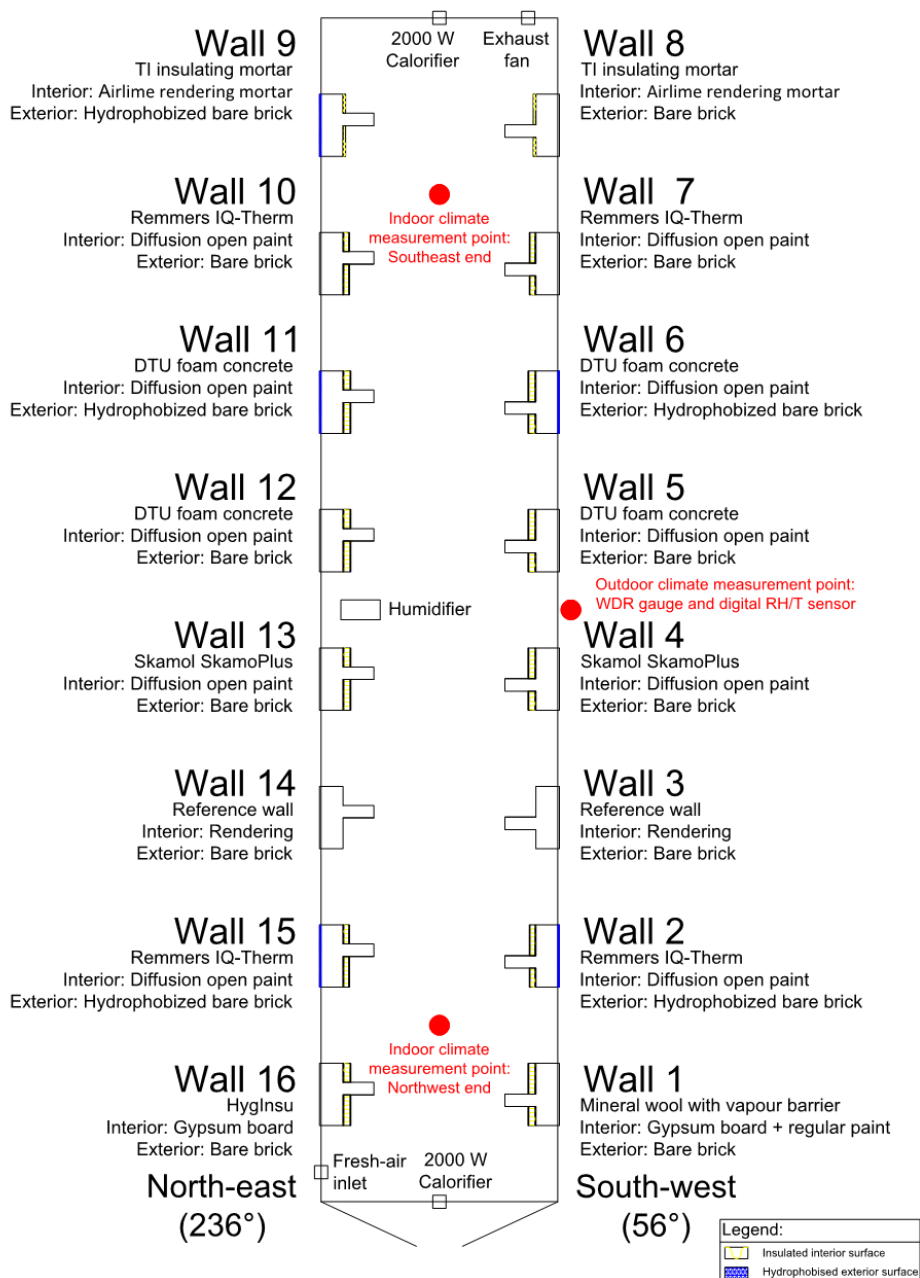 Wall 9
TI insulating mortar
Interior: Airlime rendering mortar
Exterior: Hydrophobized bare brick
2000 W
Calorifier
Exhaust
fan
Wall 8
TI insulating mortar
Interior: Airlime rendering mortar
Exterior: Bare brick
Wall 10
Remmers IQ-Therm
Interior: Diffusion open paint
Exterior: Bare brick
Indoor climate
measurement point:
Southeast end
Wall 7
Remmers IQ-Therm
Interior: Diffusion open paint
Exterior: Bare brick
Wall 11
DTU foam concrete
Interior: Diffusion open paint
Exterior: Hydrophobized bare brick
Wall 6
DTU foam concrete
Interior: Diffusion open paint
Exterior: Hydrophobized bare brick
Wall 12
DTU foam concrete
Interior: Diffusion open paint
Exterior: Bare brick
Wall 5
DTU foam concrete
Interior: Diffusion open paint
Exterior: Bare brick
Humidifier
Outdoor climate measurement point:
WDR gauge and digital RH/T sensor
Wall 13
Skamol SkamoPlus
Interior: Diffusion open paint
Exterior: Bare brick
Wall 4
Skamol SkamoPlus
Interior: Diffusion open paint
Exterior: Bare brick
Wall 14
Reference wall
Interior: Rendering
Exterior: Bare brick
Wall 3
Reference wall
Interior: Rendering
Exterior: Bare brick
Wall 15
Remmers IQ-Therm
Interior: Diffusion open paint
Exterior: Hydrophobized bare brick
Wall 2
Remmers IQ-Therm
Interior: Diffusion open paint
Exterior: Hydrophobized bare brick
Indoor climate
measurement point:
Northwest end
Wall 16
HygInsu
Interior: Gypsum board
Exterior: Bare brick
Wall 1
Mineral wool with vapour barrier
Interior: Gypsum board + regular paint
Exterior: Bare brick
Fresh-air
inlet
2000 W
Calorifier
North-east
(236°)
South-west
(56°)
Legend:
Insulated interior surface
Hydrophobised exterior surface